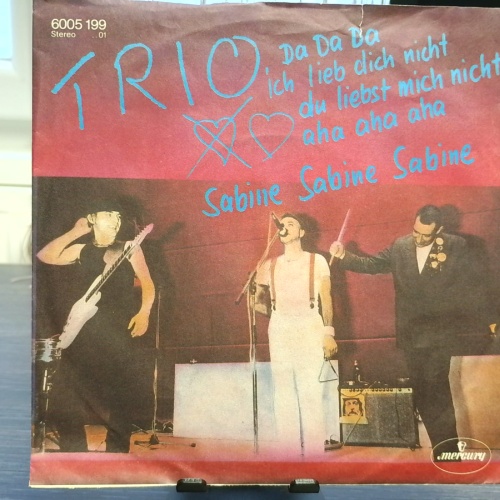 6005 199
Stereo 01
TRIO
Da Da Da
ich lieb dich nicht
du liebst mich nicht
aha aha aha
Sabine Sabine Sabine
mercury